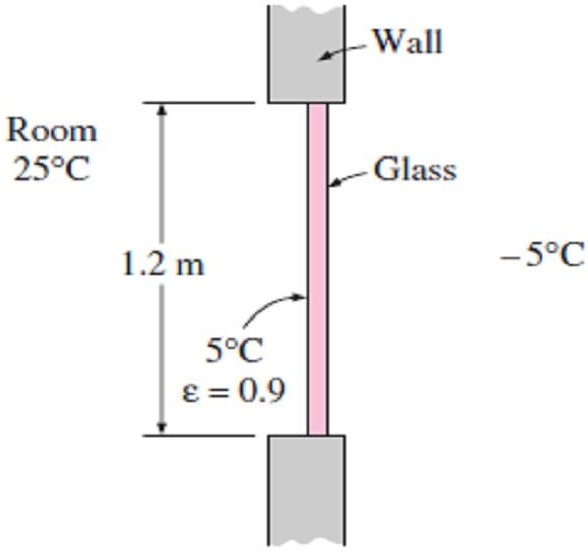 Wall
Room
25°C
Glass
1.2 m
–5°C
5°C
ε = 0.9